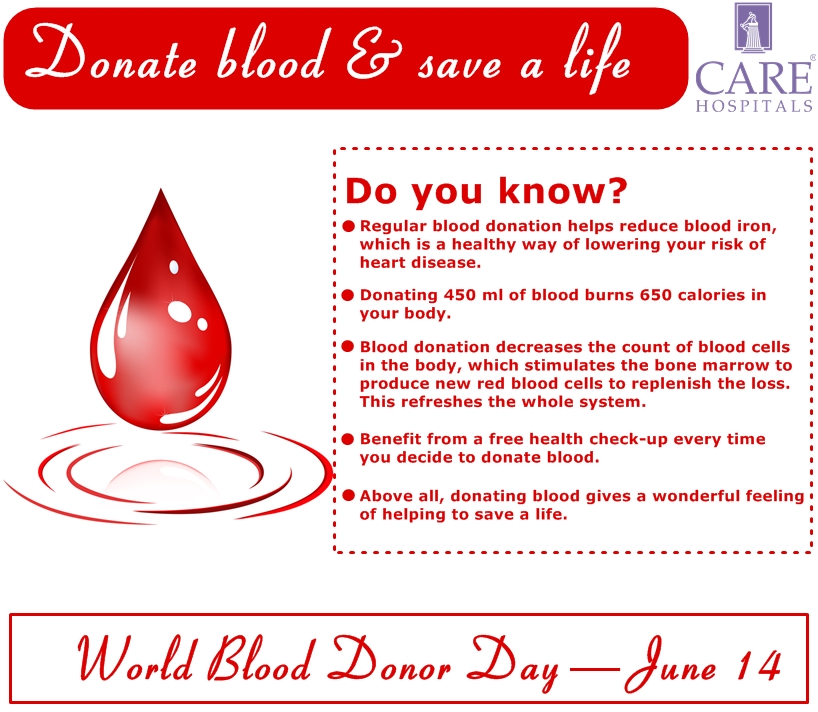 Donate blood & save a life
CARE®
HOSPITALS
Do you know?
● Regular blood donation helps reduce blood iron,
which is a healthy way of lowering your risk of
heart disease.
● Donating 450 ml of blood burns 650 calories in
your body.
● Blood donation decreases the count of blood cells
in the body, which stimulates the bone marrow to
produce new red blood cells to replenish the loss.
This refreshes the whole system.
● Benefit from a free health check-up every time
you decide to donate blood.
● Above all, donating blood gives a wonderful feeling
of helping to save a life.
World Blood Donor Day — June 14